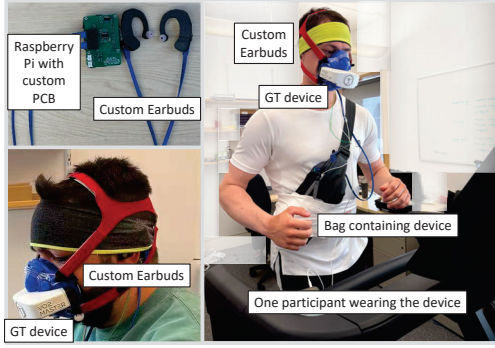 Raspberry
Pi with
custom
PCB
Custom Earbuds
Custom Earbuds
GT device
Custom
Earbuds
GT device
Bag containing device
One participant wearing the device